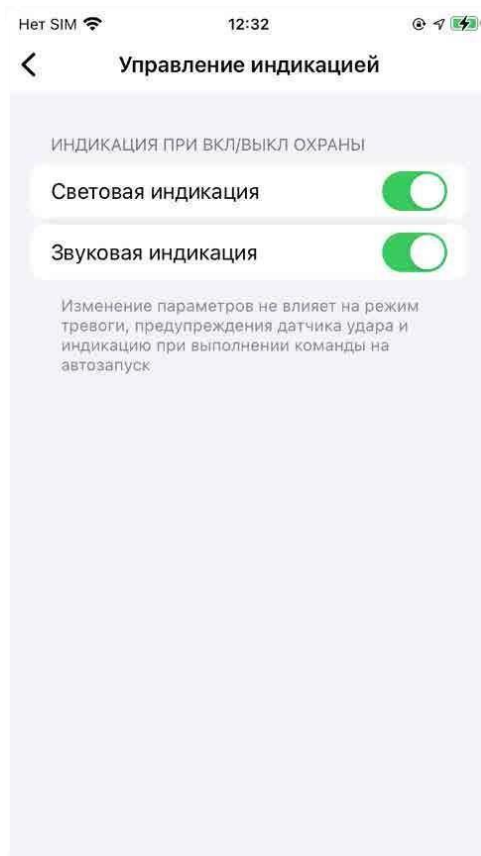 Нет SIM 12:32
Управление индикацией
ИНДИКАЦИЯ ПРИ ВКЛ/ВЫКЛ ОХРАНЫ
Световая индикация
Звуковая индикация
Изменение параметров не влияет на режим
тревоги, предупреждения датчика удара и
индикацию при выполнении команды на
автозапуск